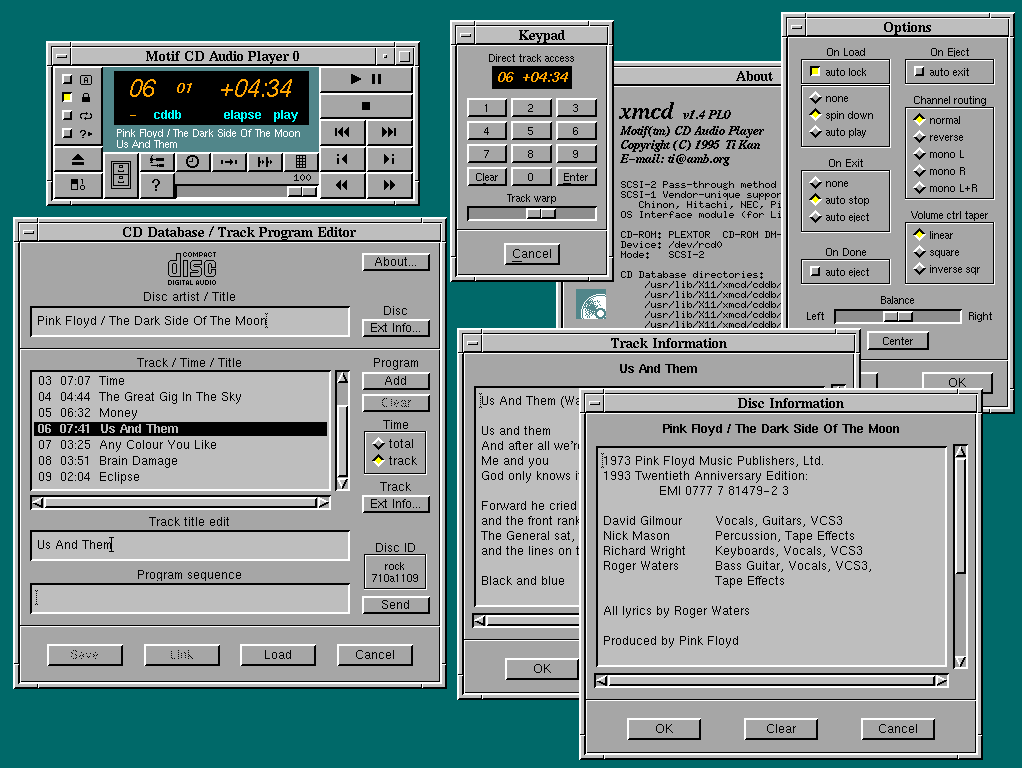 Motif CD Audio Player 0
A
?
06 01 +04:34
– cddb elapse play
Pink Floyd / The Dark Side Of The Moon
Us And Them
?
100
Keypad
Direct track access
06 +04:34
1 2 3
4 5 6
7 8 9
Clear 0 Enter
Track warp
Cancel
About
xmcd v1.4 PL0
Motif(tm) CD Audio Player
Copyright (C) 1995 Ti Kan
E-mail: ti@amb.org
SCSI-2 Pass-through method
SCSI-1 Vendor-unique suppor
Chinon, Hitachi, NEC, Pi
OS Interface module (for Li
CD-ROM: PLEXTOR CD-ROM DM-
Device: /dev/rcd0
Mode: SCSI-2
CD Database directories:
/usr/lib/X11/xmcd/cddb/
/usr/lib/X11/xmcd/cddb/
/usr/lib/X11/xmcd/cddb/
/usr/lib/X11/xmcd/cddb/
Options
On Load
auto lock
none
spin down
auto play
On Exit
none
auto stop
auto eject
On Done
auto eject
On Eject
auto exit
Channel routing
normal
reverse
mono L
mono R
mono L+R
Volume ctrl taper
linear
square
inverse sqr
Balance
Left Right
Center
OK
CD Database / Track Program Editor
COMPACT
disc
DIGITAL AUDIO
About...
Disc artist / Title
Pink Floyd / The Dark Side Of The Moon
Disc
Ext Info...
Track / Time / Title
03 07:07 Time
04 04:44 The Great Gig In The Sky
05 06:32 Money
06 07:41 Us And Them
07 03:25 Any Colour You Like
08 03:51 Brain Damage
09 02:04 Eclipse
Program
Add
Clear
Time
total
track
Track
Ext Info...
Track title edit
Us And Them
Disc ID
rock
710a1109
Program sequence
Send
Save Link Load Cancel
Track Information
Us And Them
Us And Them (Wa
Us and them
And after all we're
Me and you
God only knows i
Forward he cried
and the front rank
The General sat,
and the lines on t
Black and blue
OK
Disc Information
Pink Floyd / The Dark Side Of The Moon
1973 Pink Floyd Music Publishers, Ltd.
1993 Twentieth Anniversary Edition:
EMI 0777 7 81479-2 3
David Gilmour Vocals, Guitars, VCS3
Nick Mason Percussion, Tape Effects
Richard Wright Keyboards, Vocals, VCS3
Roger Waters Bass Guitar, Vocals, VCS3,
Tape Effects
All lyrics by Roger Waters
Produced by Pink Floyd
OK Clear Cancel